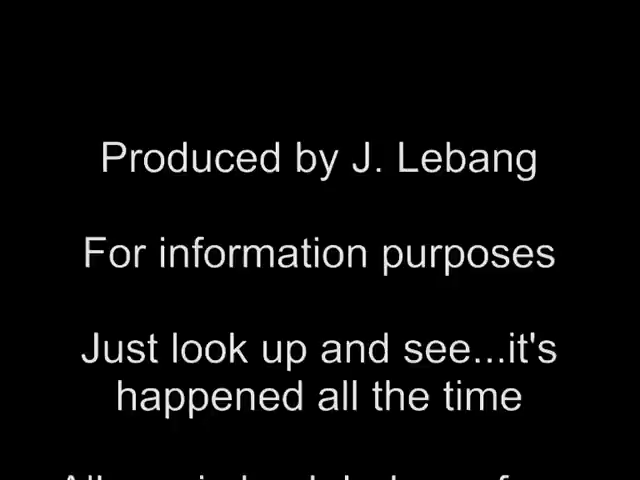 Produced by J. Lebang
For information purposes
Just look up and see...it's
happened all the time